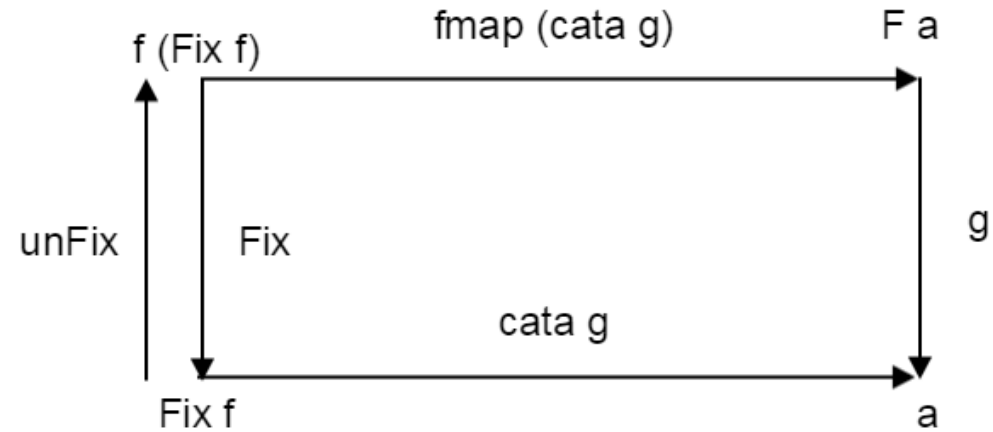 fmap (cata g)
F a
f (Fix f)
unFix
Fix
g
cata g
Fix f
a